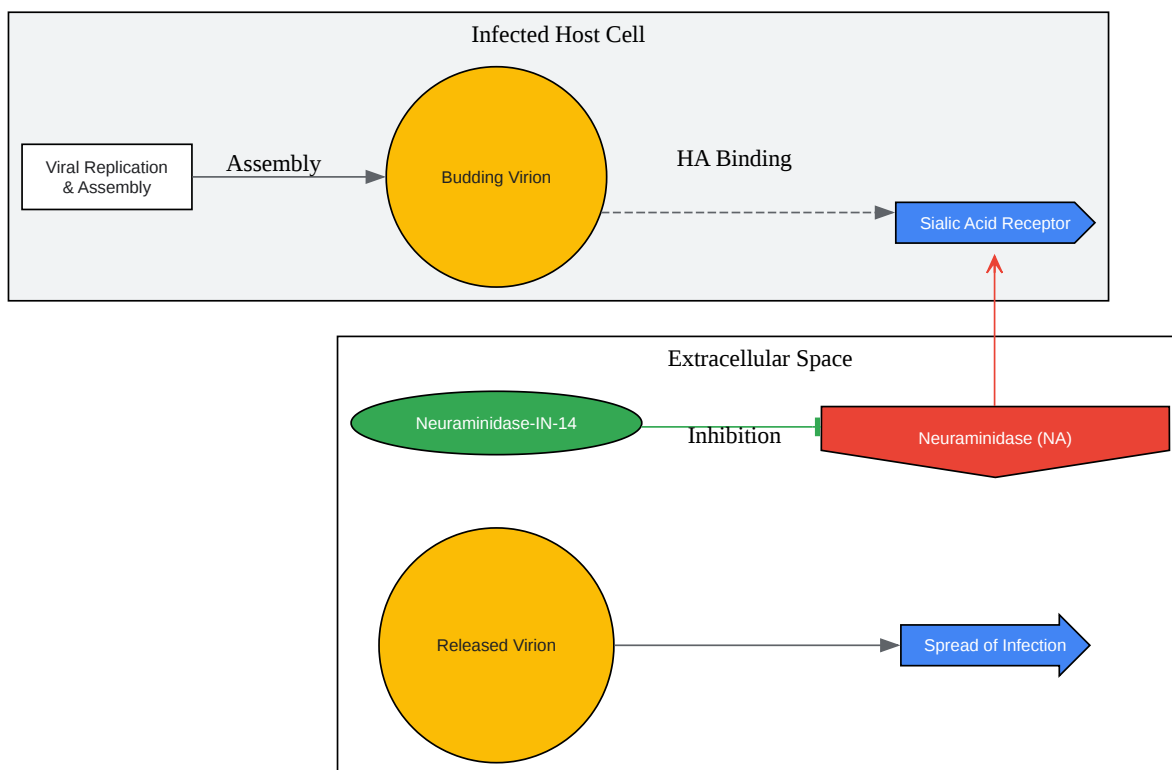 Infected Host Cell
Viral Replication
& Assembly
Assembly
Budding Virion
HA Binding
Sialic Acid Receptor
Extracellular Space
Neuraminidase-IN-14
Inhibition
Neuraminidase (NA)
Released Virion
Spread of Infection